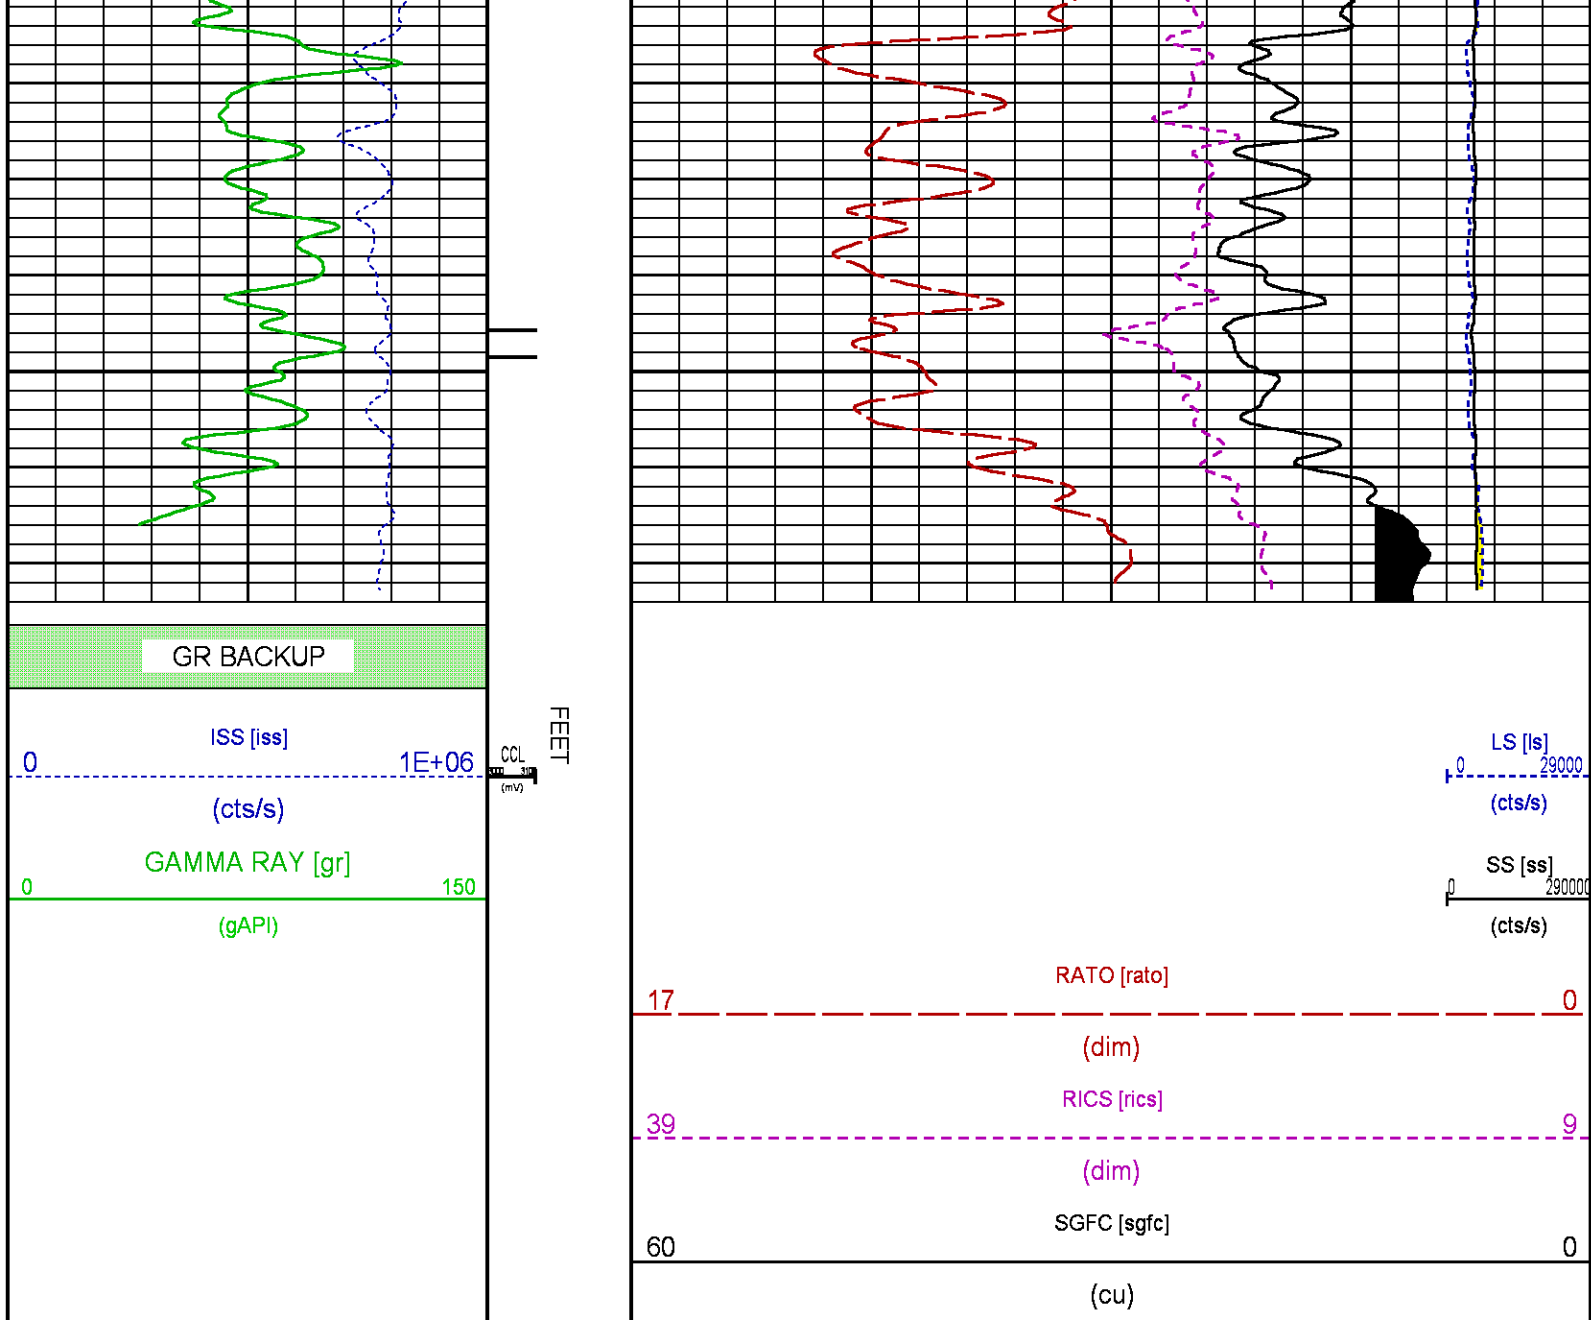 GR BACKUP
ISS [iss]
0 1E+06
(cts/s)
GAMMA RAY [gr]
0 150
(gAPI)
CCL
(mV)
FEET
LS [ls]
0 29000
(cts/s)
SS [ss]
0 290000
(cts/s)
RATO [rato]
17 0
(dim)
RICS [rics]
39 9
(dim)
SGFC [sgfc]
60 0
(cu)